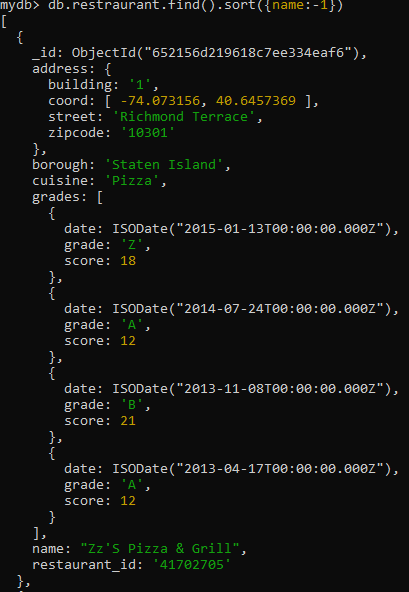 mydb> db.restraurant.find().sort({name:-1})
[
  {
    _id: ObjectId("652156d219618c7ee334eaf6"),
    address: {
      building: '1',
      coord: [ -74.073156, 40.6457369 ],
      street: 'Richmond Terrace',
      zipcode: '10301'
    },
    borough: 'Staten Island',
    cuisine: 'Pizza',
    grades: [
      {
        date: ISODate("2015-01-13T00:00:00.000Z"),
        grade: 'Z',
        score: 18
      },
      {
        date: ISODate("2014-07-24T00:00:00.000Z"),
        grade: 'A',
        score: 12
      },
      {
        date: ISODate("2013-11-08T00:00:00.000Z"),
        grade: 'B',
        score: 21
      },
      {
        date: ISODate("2013-04-17T00:00:00.000Z"),
        grade: 'A',
        score: 12
      }
    ],
    name: "Zz'S Pizza & Grill",
    restaurant_id: '41702705'
  },